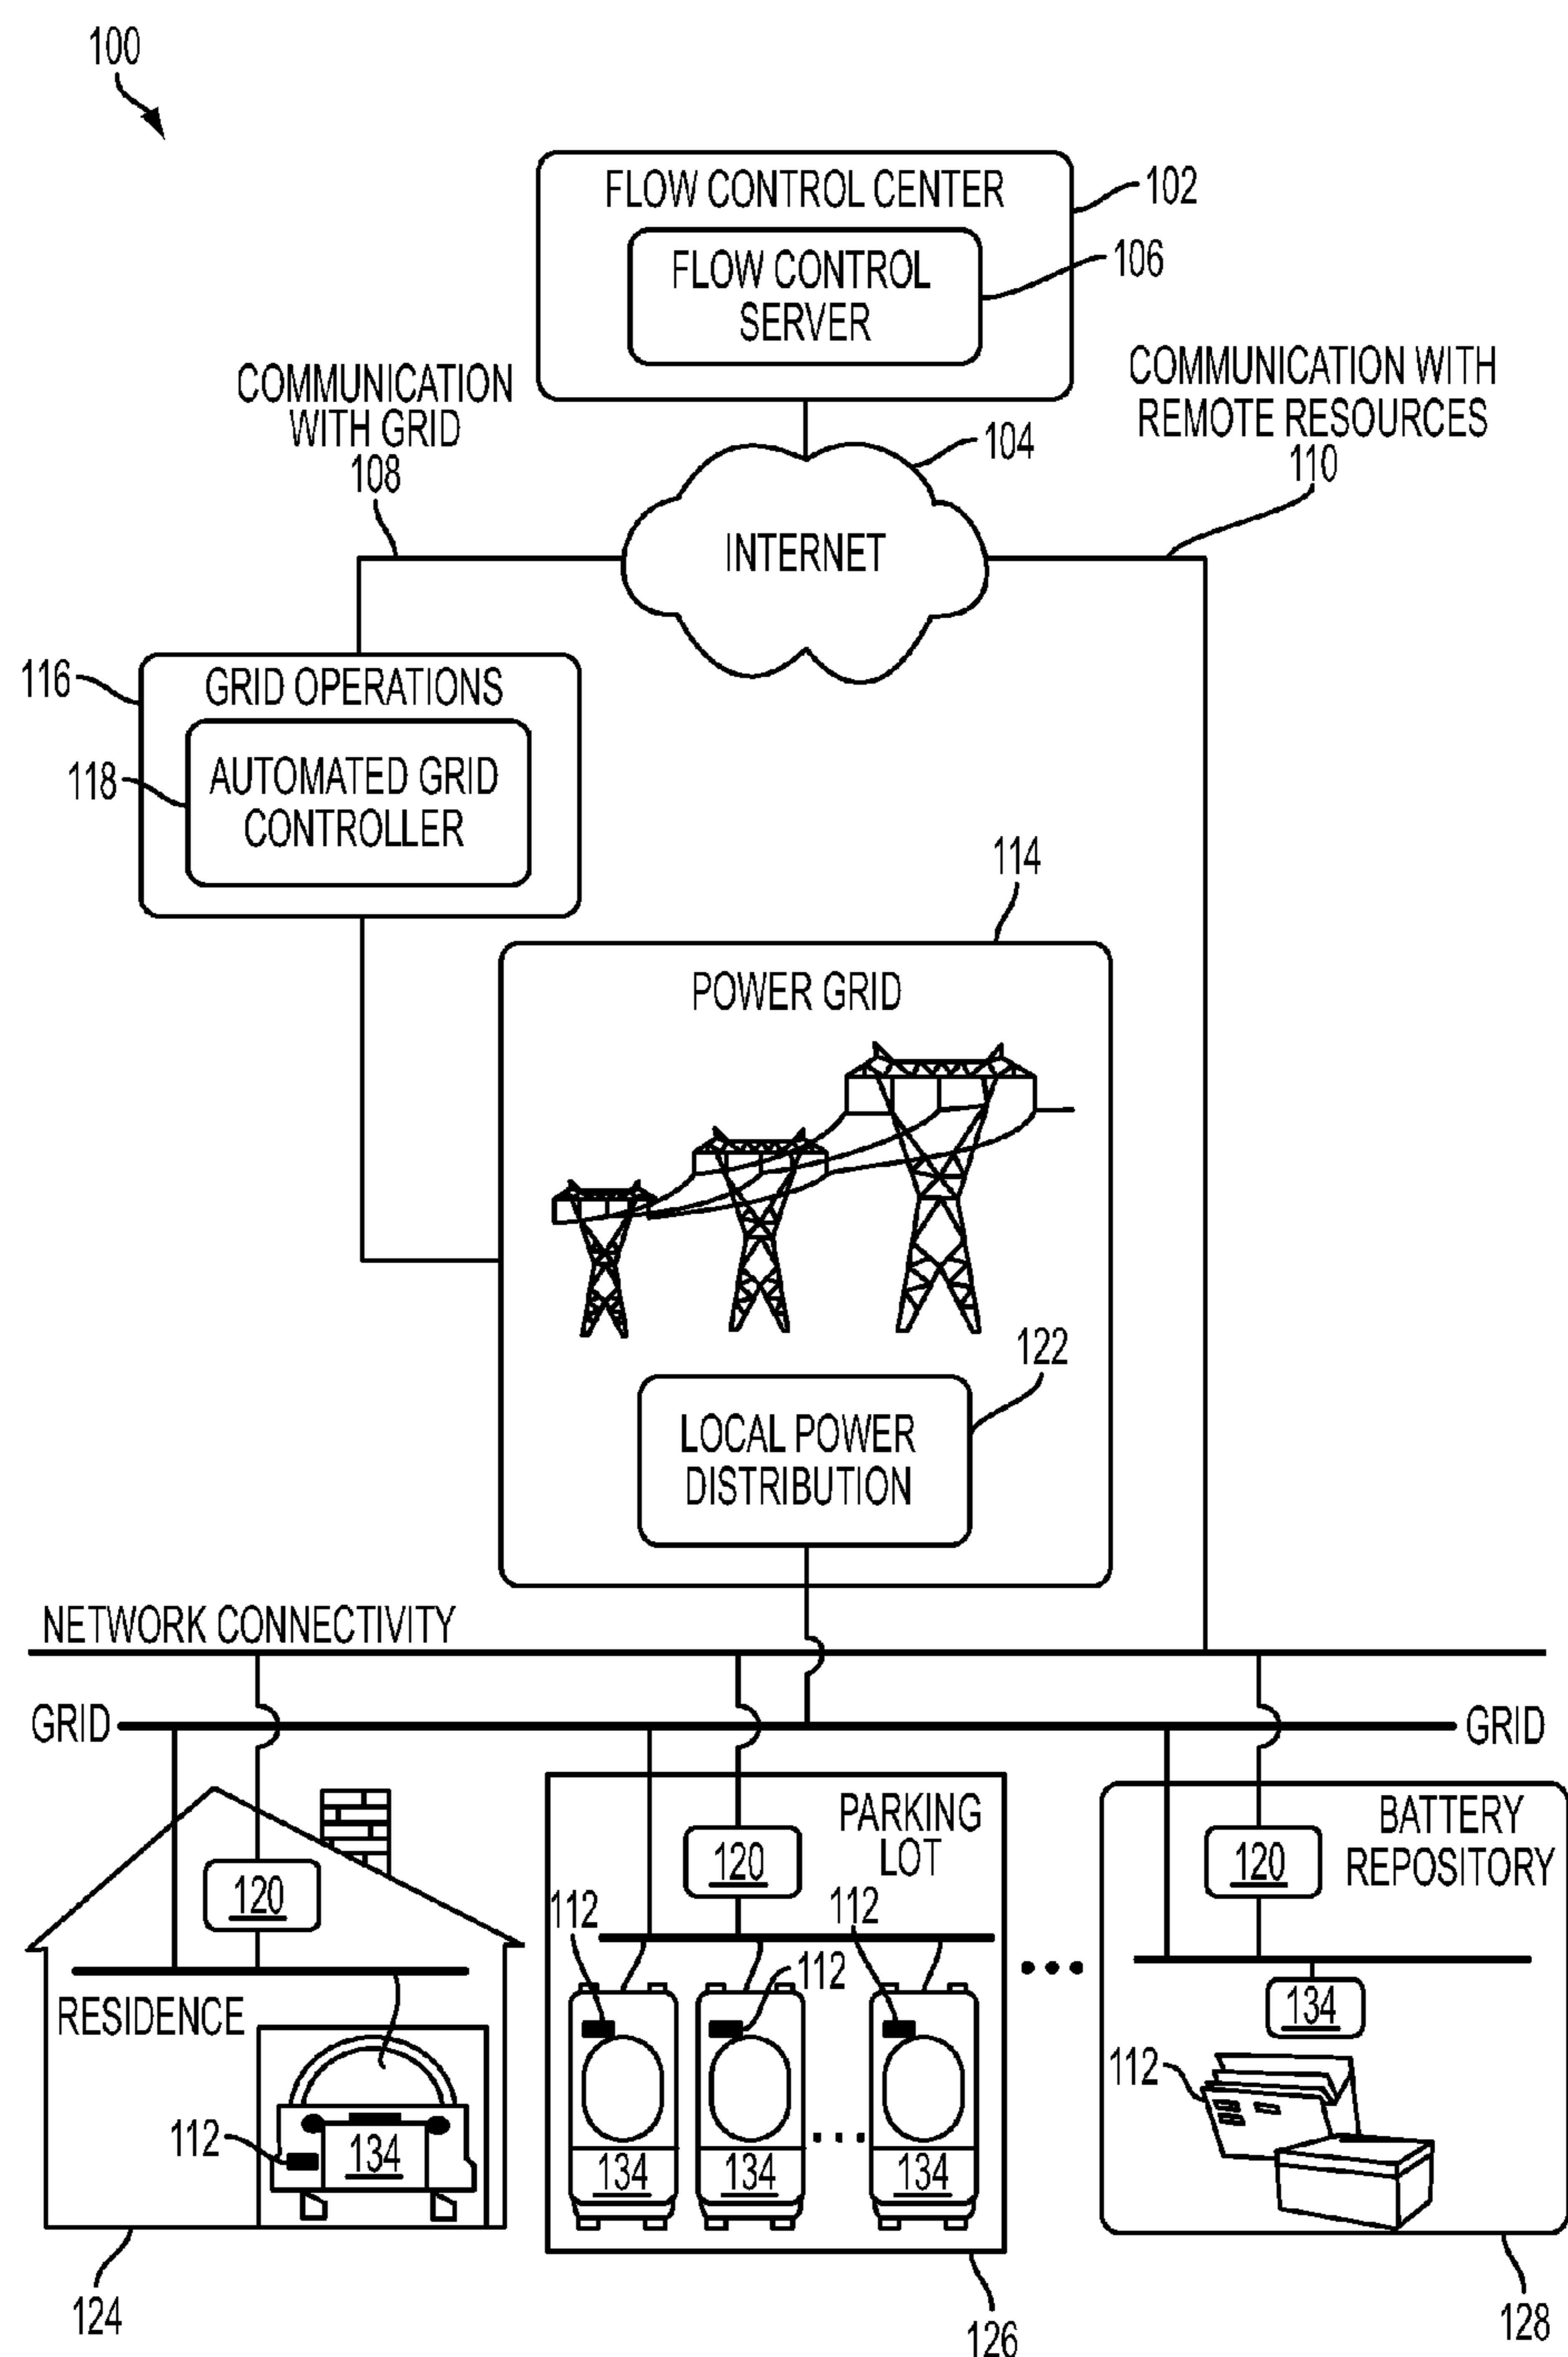 100
FLOW CONTROL CENTER
102
FLOW CONTROL
SERVER
106
COMMUNICATION
WITH GRID
108
COMMUNICATION WITH
REMOTE RESOURCES
110
104
INTERNET
116
GRID OPERATIONS
118
AUTOMATED GRID
CONTROLLER
114
POWER GRID
122
LOCAL POWER
DISTRIBUTION
NETWORK CONNECTIVITY
GRID
GRID
120
RESIDENCE
112
134
124
PARKING
LOT
120
112
112
112
...
134
134
134
126
...
BATTERY
REPOSITORY
120
134
112
128